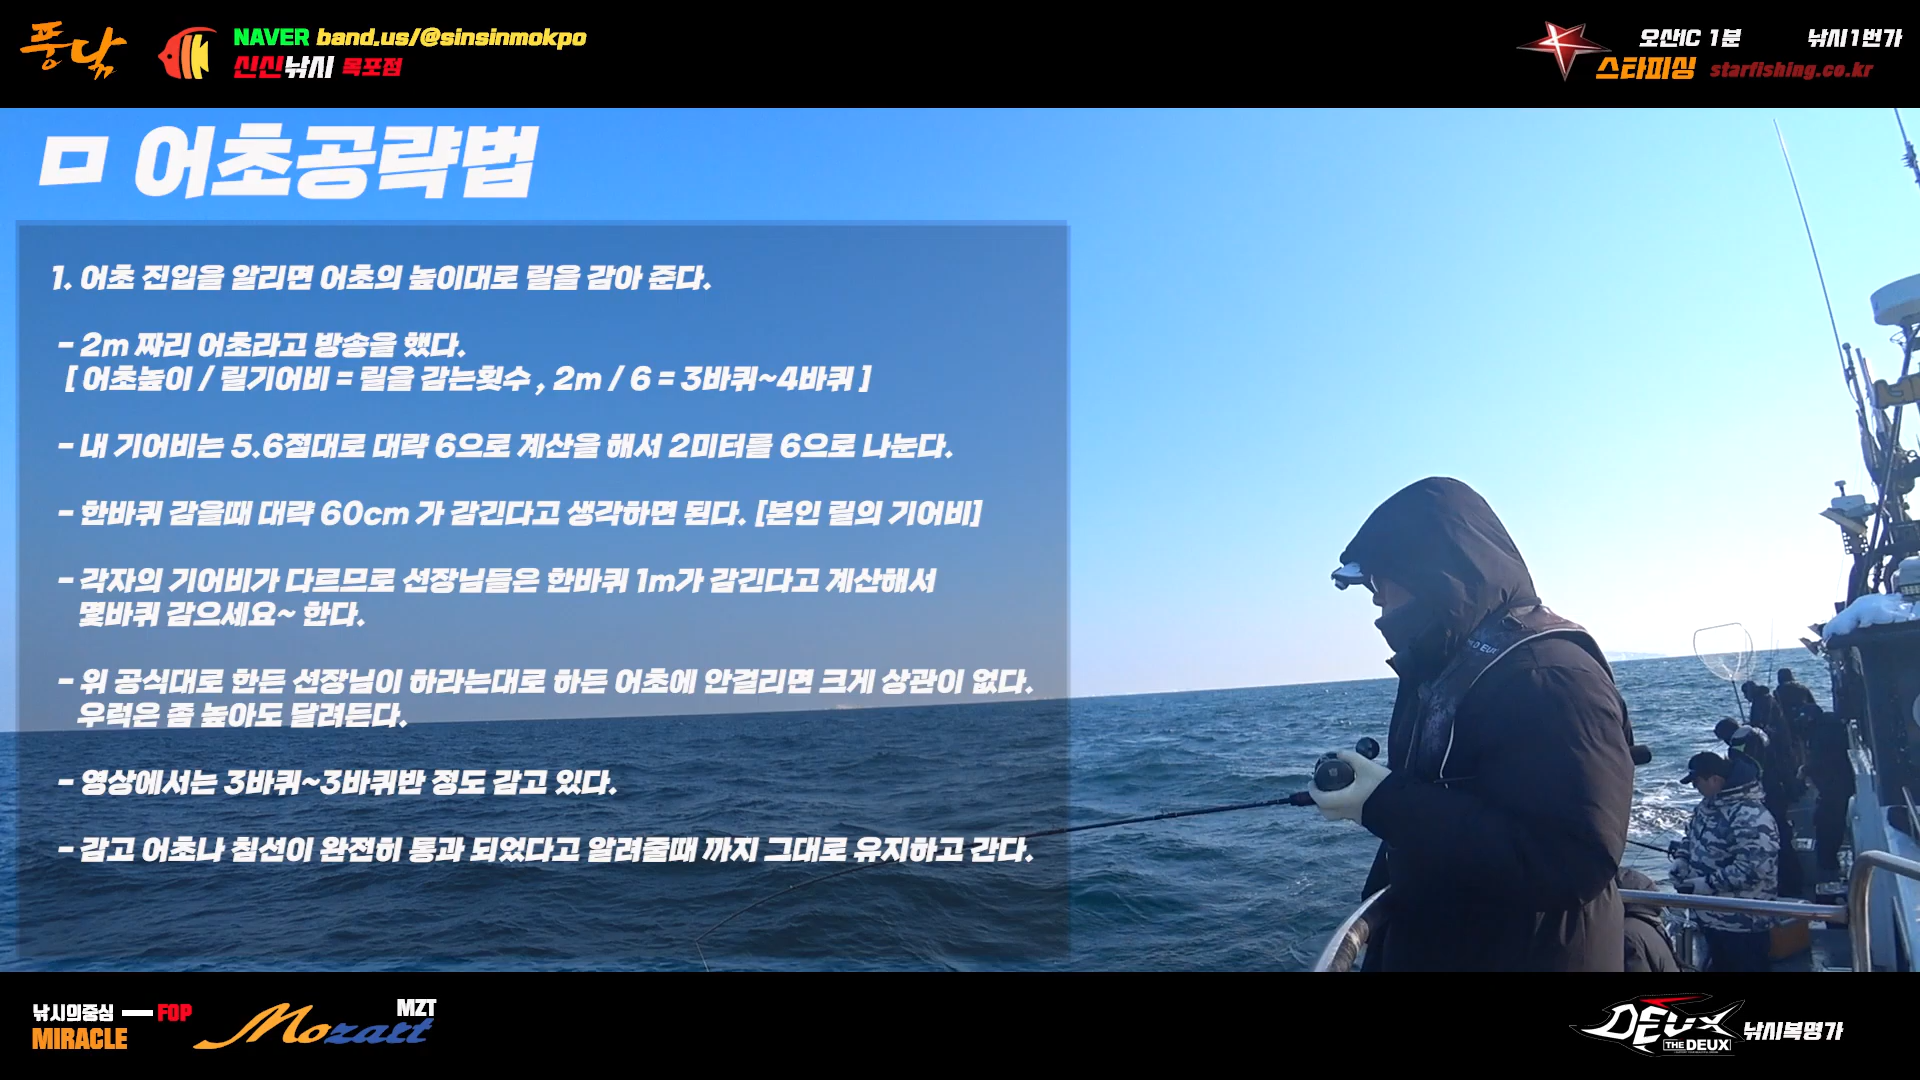 풍낚
NAVER band.us/@sinsinmokpo
신신낚시 목포점
오산IC 1분 낚시1번가
스타피싱 starfishing.co.kr
ㅁ 어초공략법
1. 어초 진입을 알리면 어초의 높이대로 릴을 감아 준다.
- 2m 짜리 어초라고 방송을 했다.
[ 어초높이 / 릴기어비 = 릴을 감는횟수 , 2m / 6 = 3바퀴~4바퀴 ]
- 내 기어비는 5.6점대로 대략 6으로 계산을 해서 2미터를 6으로 나눈다.
- 한바퀴 감을때 대략 60cm 가 감긴다고 생각하면 된다. [본인 릴의 기어비]
- 각자의 기어비가 다르므로 선장님들은 한바퀴 1m가 감긴다고 계산해서
몇바퀴 감으세요~ 한다.
- 위 공식대로 한든 선장님이 하라는대로 하든 어초에 안걸리면 크게 상관이 없다.
우럭은 좀 높아도 달려든다.
- 영상에서는 3바퀴~3바퀴반 정도 감고 있다.
- 감고 어초나 침선이 완전히 통과 되었다고 알려줄때 까지 그대로 유지하고 간다.
낚시의중심 FOP
MIRACLE
Mozart MZT
DEUX
THE DEUX
낚시복명가